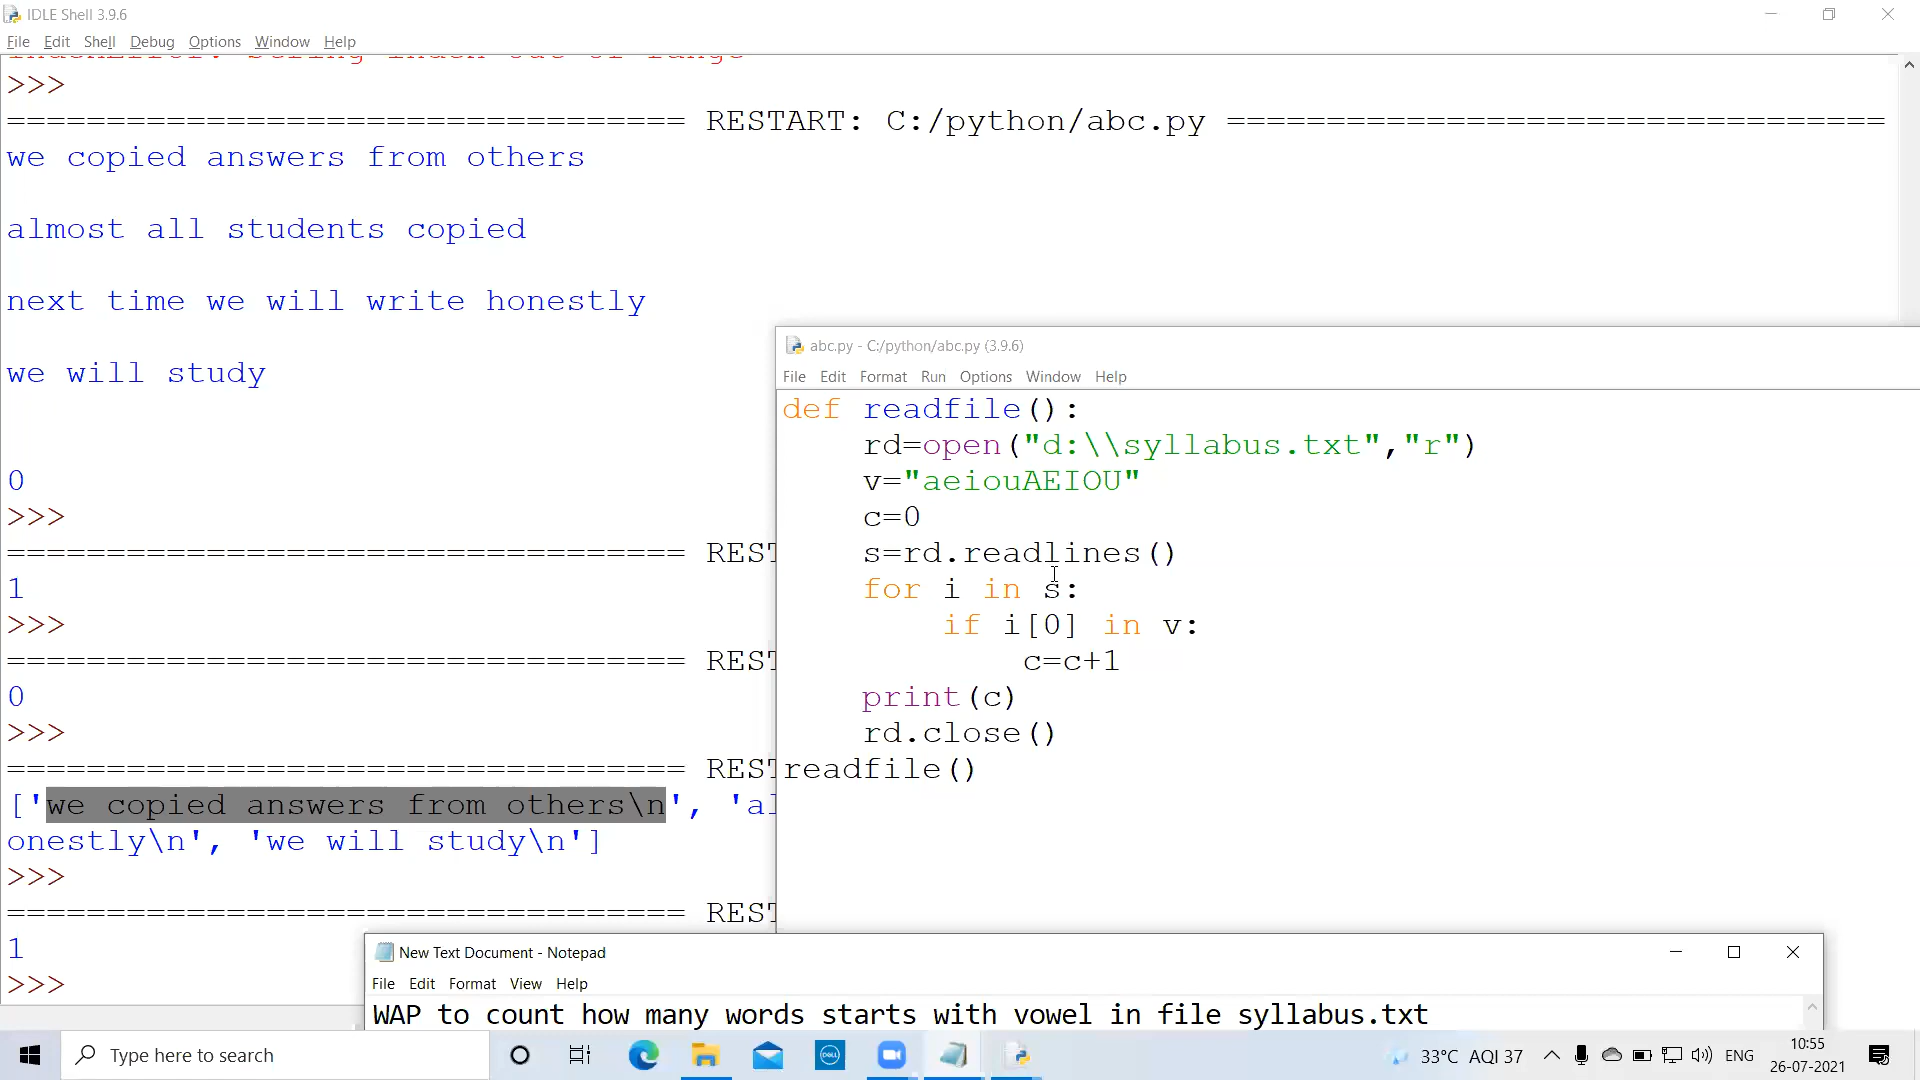 IDLE Shell 3.9.6
File Edit Shell Debug Options Window Help
>>>
================================== RESTART: C:/python/abc.py =================================
we copied answers from others
almost all students copied
next time we will write honestly
we will study
0
>>>
================================== REST
1
>>>
================================== REST
0
>>>
================================== REST
['we copied answers from others\n', 'al
onestly\n', 'we will study\n']
>>>
================================== REST
1
>>>
abc.py - C:/python/abc.py (3.9.6)
File Edit Format Run Options Window Help
def readfile():
    rd=open("d:\\syllabus.txt","r")
    v="aeiouAEIOU"
    c=0
    s=rd.readlines()
    for i in s:
        if i[0] in v:
            c=c+1
    print(c)
    rd.close()
readfile()
New Text Document - Notepad
File Edit Format View Help
WAP to count how many words starts with vowel in file syllabus.txt
Type here to search
DELL
33°C AQI 37
ENG
10:55
26-07-2021